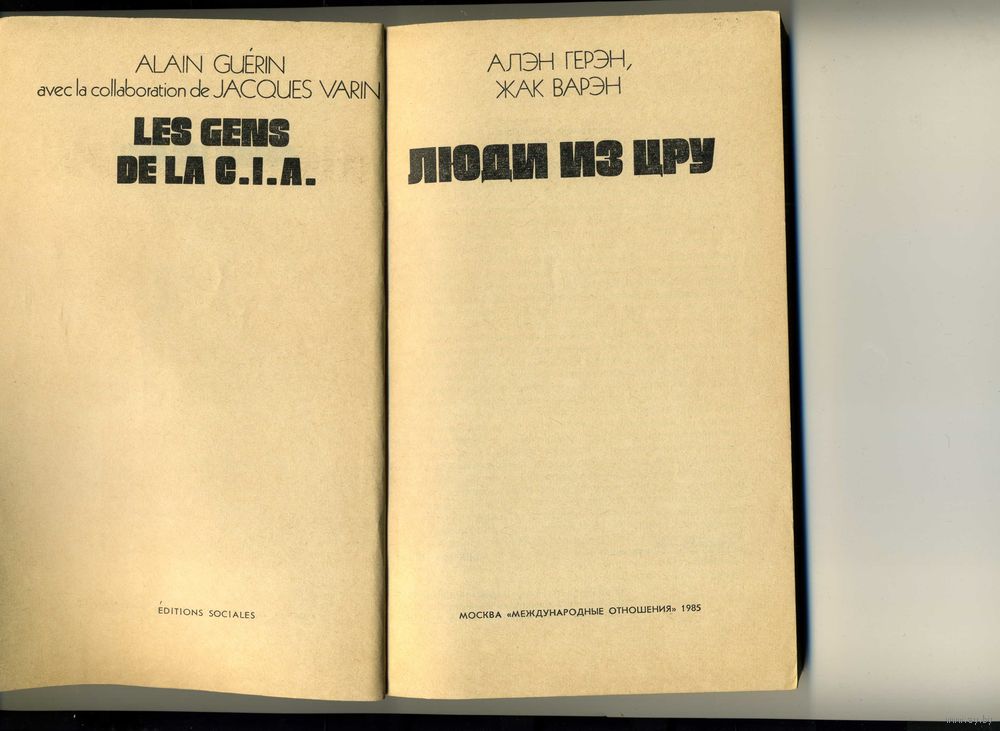 ALAIN GUÉRIN
avec la collaboration de JACQUES VARIN
LES GENS
DE LA C.I.A.
ÉDITIONS SOCIALES
АЛЭН ГЕРЭН,
ЖАК ВАРЭН
ЛЮДИ ИЗ ЦРУ
МОСКВА «МЕЖДУНАРОДНЫЕ ОТНОШЕНИЯ» 1985